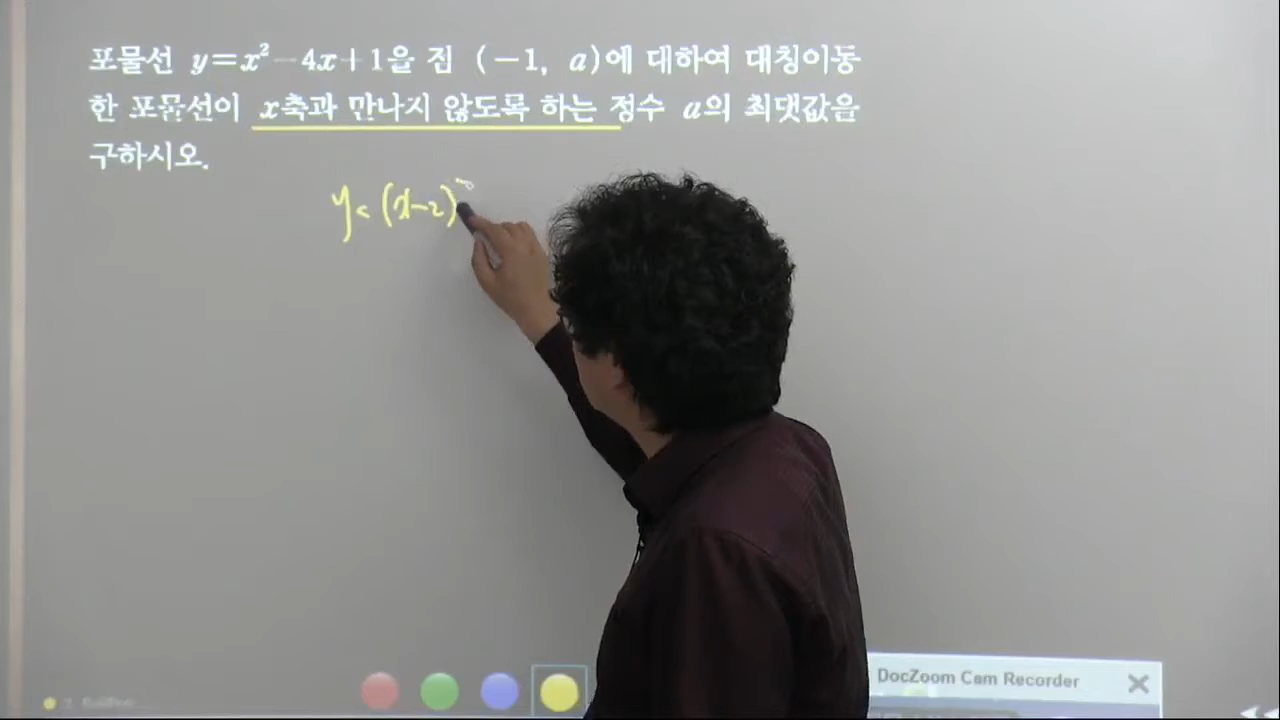 포물선 y=x²-4x+1을 점 (-1, a)에 대하여 대칭이동
한 포물선이 x축과 만나지 않도록 하는 정수 a의 최댓값을
구하시오.
y= (x-2)²
DocZoom Cam Recorder